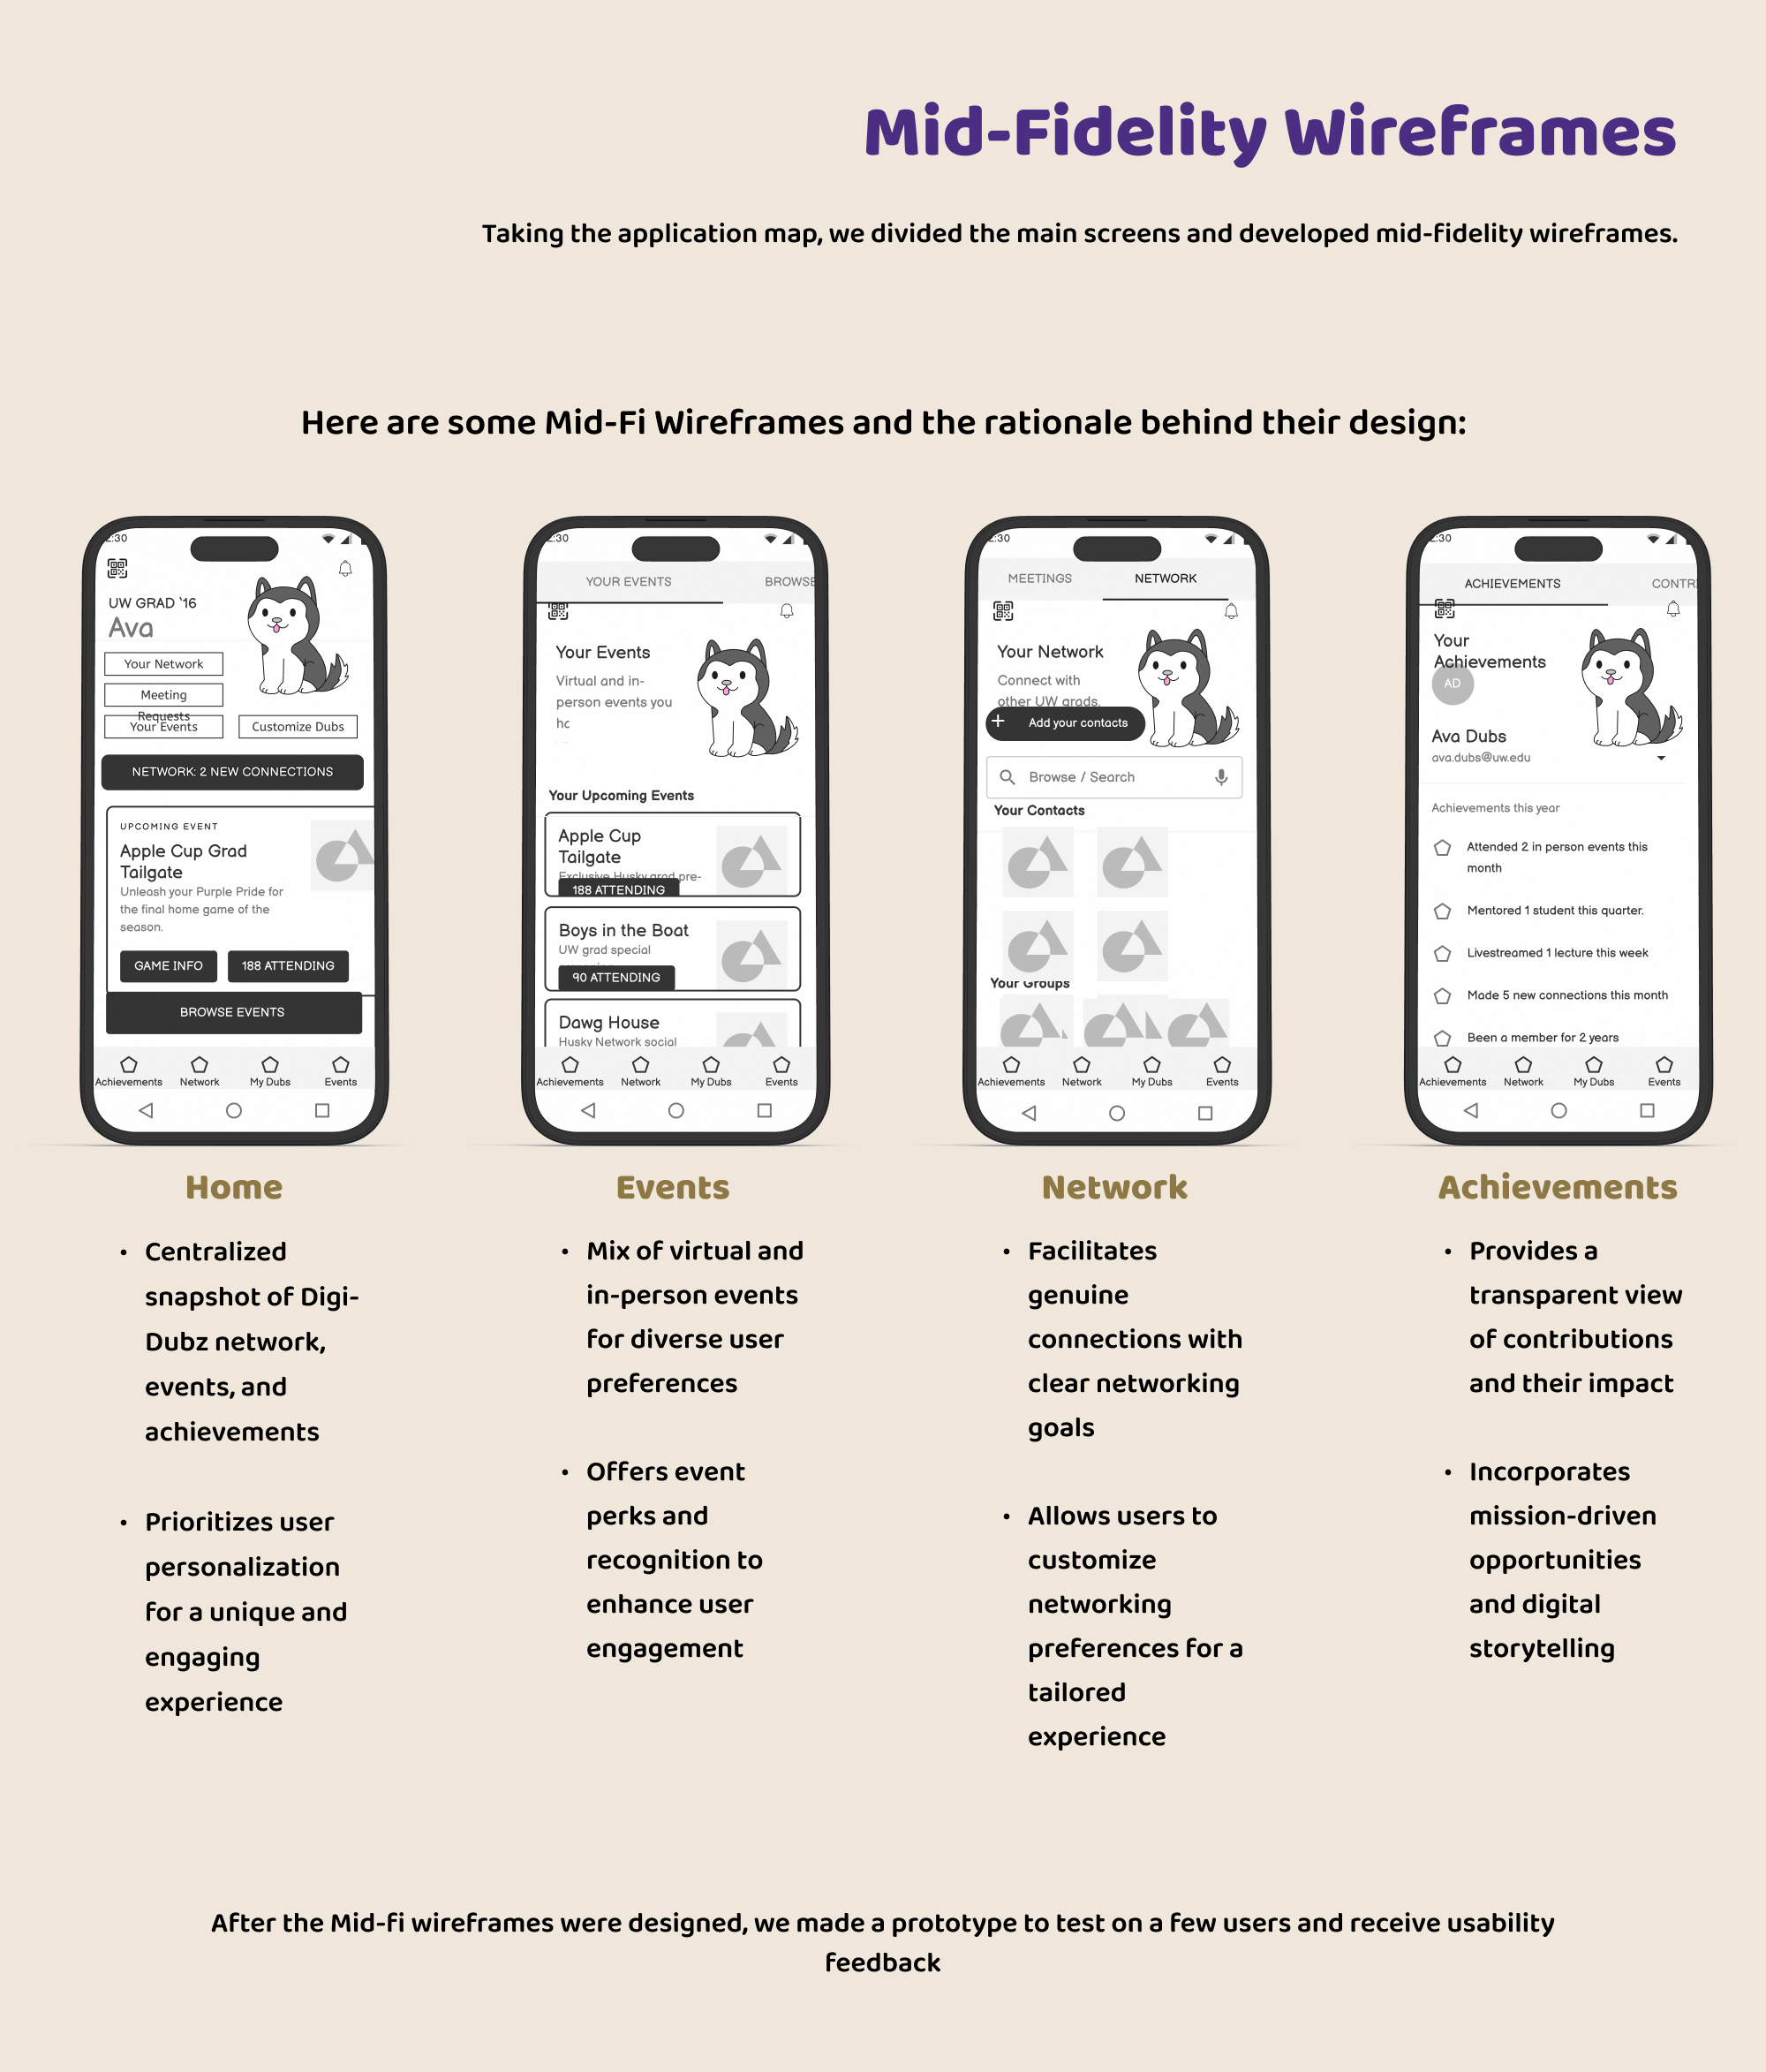 Mid-Fidelity Wireframes
Taking the application map, we divided the main screens and developed mid-fidelity wireframes.
Here are some Mid-Fi Wireframes and the rationale behind their design:
:30
UW GRAD `16
Ava
Your Network
Meeting
Requests
Your Events
Customize Dubs
NETWORK: 2 NEW CONNECTIONS
UPCOMING EVENT
Apple Cup Grad
Tailgate
Unleash your Purple Pride for
the final home game of the
season.
GAME INFO
188 ATTENDING
BROWSE EVENTS
Achievements
Network
My Dubs
Events
:30
YOUR EVENTS
BROWSE
Your Events
Virtual and in-
person events you
Your Upcoming Events
Apple Cup
Tailgate
Exclusive Husky grad pre-
188 ATTENDING
Boys in the Boat
UW grad special
90 ATTENDING
Dawg House
Husky Network social
Achievements
Network
My Dubs
Events
:30
MEETINGS
NETWORK
Your Network
Connect with
other UW grads.
+ Add your contacts
Browse / Search
Your Contacts
Your Groups
Achievements
Network
My Dubs
Events
:30
ACHIEVEMENTS
CONTR
Your
Achievements
AD
Ava Dubs
ava.dubs@uw.edu
Achievements this year
Attended 2 in person events this
month
Mentored 1 student this quarter.
Livestreamed 1 lecture this week
Made 5 new connections this month
Been a member for 2 years
Achievements
Network
My Dubs
Events
Home
• Centralized
snapshot of Digi-
Dubz network,
events, and
achievements
• Prioritizes user
personalization
for a unique and
engaging
experience
Events
• Mix of virtual and
in-person events
for diverse user
preferences
• Offers event
perks and
recognition to
enhance user
engagement
Network
• Facilitates
genuine
connections with
clear networking
goals
• Allows users to
customize
networking
preferences for a
tailored
experience
Achievements
• Provides a
transparent view
of contributions
and their impact
• Incorporates
mission-driven
opportunities
and digital
storytelling
After the Mid-fi wireframes were designed, we made a prototype to test on a few users and receive usability
feedback